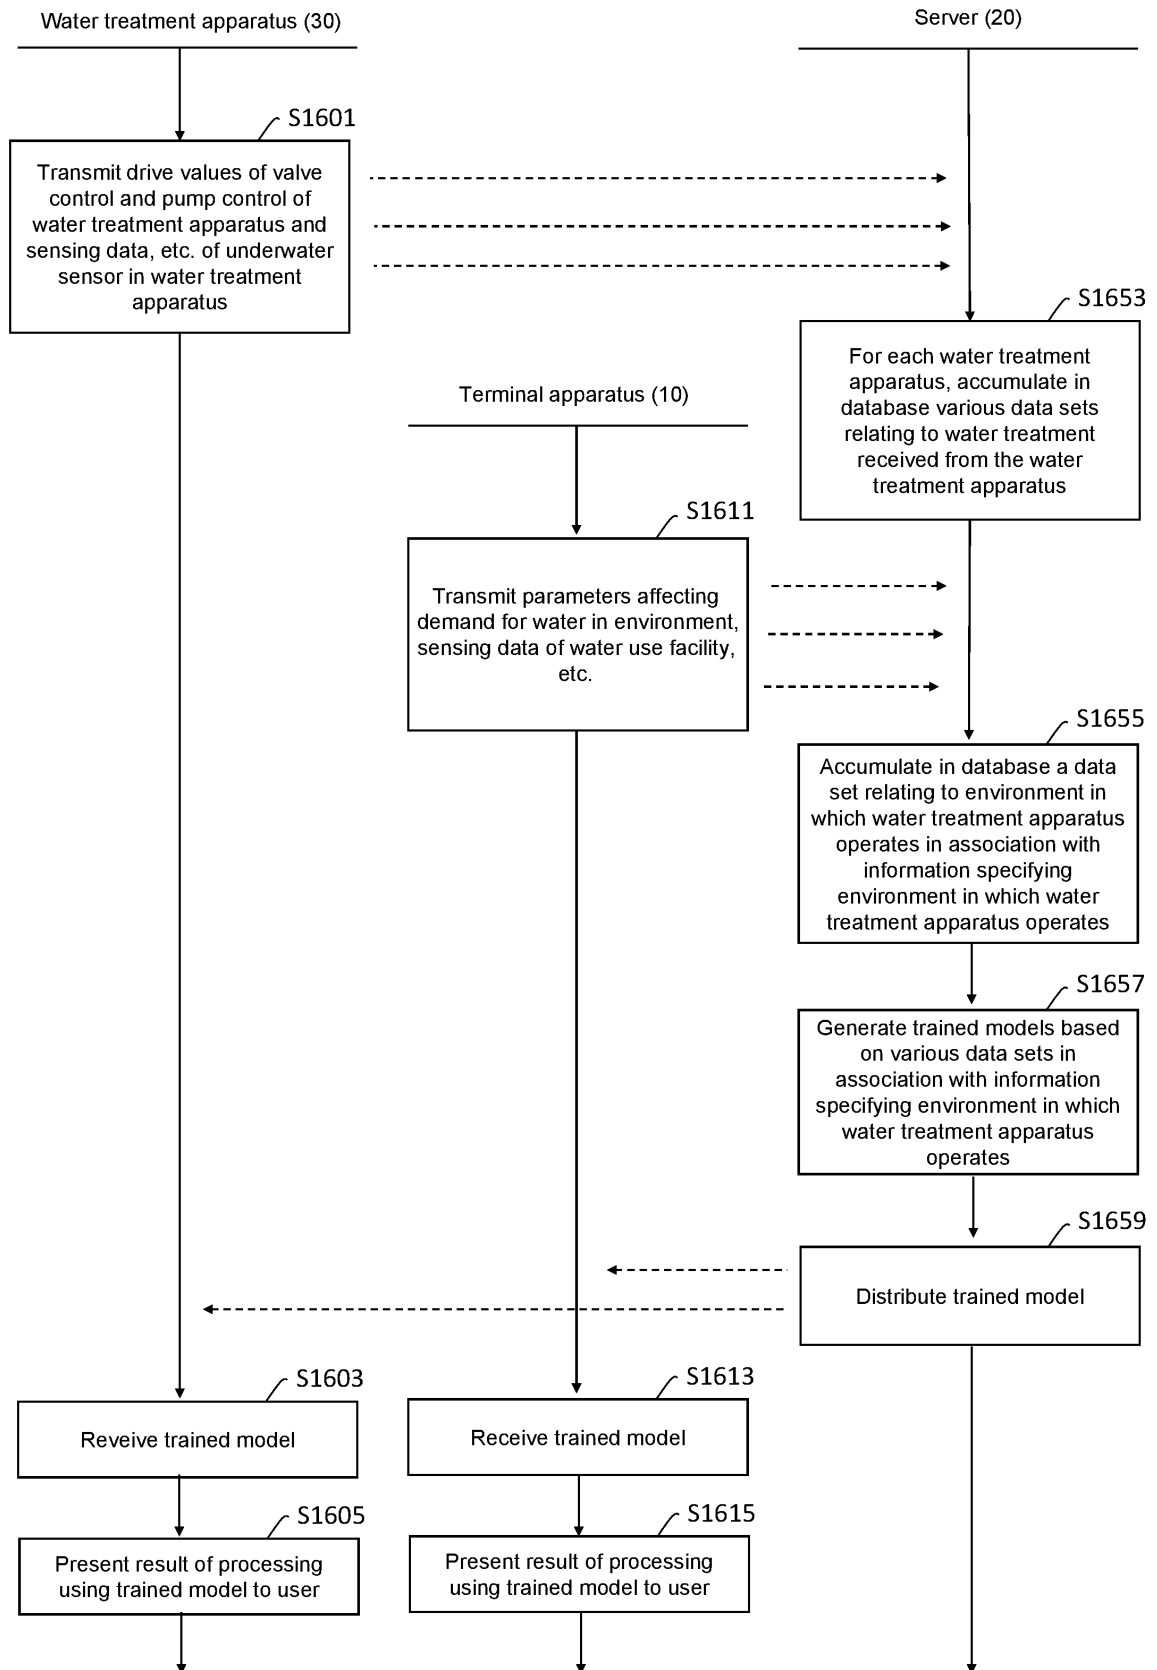 Water treatment apparatus (30)
Server (20)
S1601
Transmit drive values of valve
control and pump control of
water treatment apparatus and
sensing data, etc. of underwater
sensor in water treatment
apparatus
S1653
For each water treatment
apparatus, accumulate in
database various data sets
relating to water treatment
received from the water
treatment apparatus
Terminal apparatus (10)
S1611
Transmit parameters affecting
demand for water in environment,
sensing data of water use facility,
etc.
S1655
Accumulate in database a data
set relating to environment in
which water treatment apparatus
operates in association with
information specifying
environment in which water
treatment apparatus operates
S1657
Generate trained models based
on various data sets in
association with information
specifying environment in which
water treatment apparatus
operates
S1659
Distribute trained model
S1603
Reveive trained model
S1613
Receive trained model
S1605
Present result of processing
using trained model to user
S1615
Present result of processing
using trained model to user